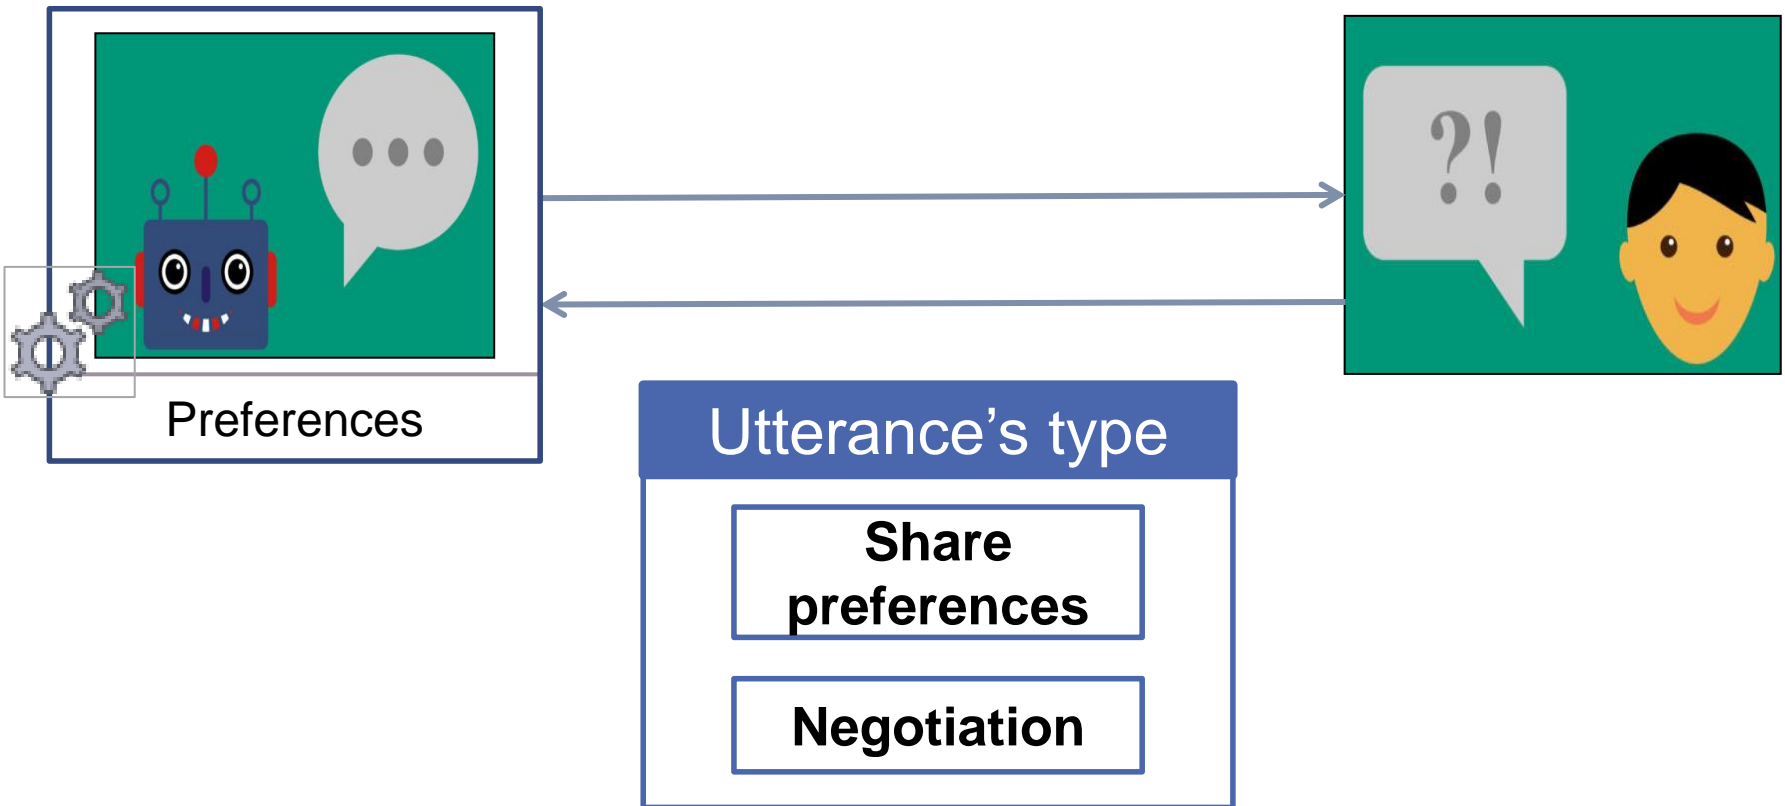 ?!
Preferences
Utterance’s type
Share
preferences
Negotiation